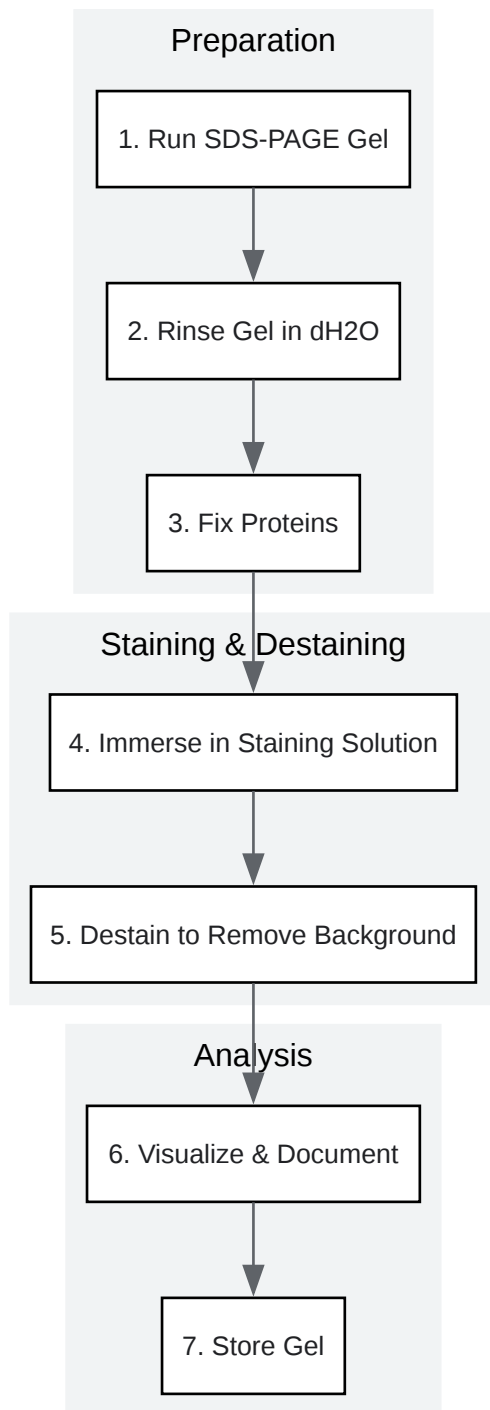 Preparation
1. Run SDS-PAGE Gel
2. Rinse Gel in dH2O
3. Fix Proteins
Staining & Destaining
4. Immerse in Staining Solution
5. Destain to Remove Background
Analysis
6. Visualize & Document
7. Store Gel